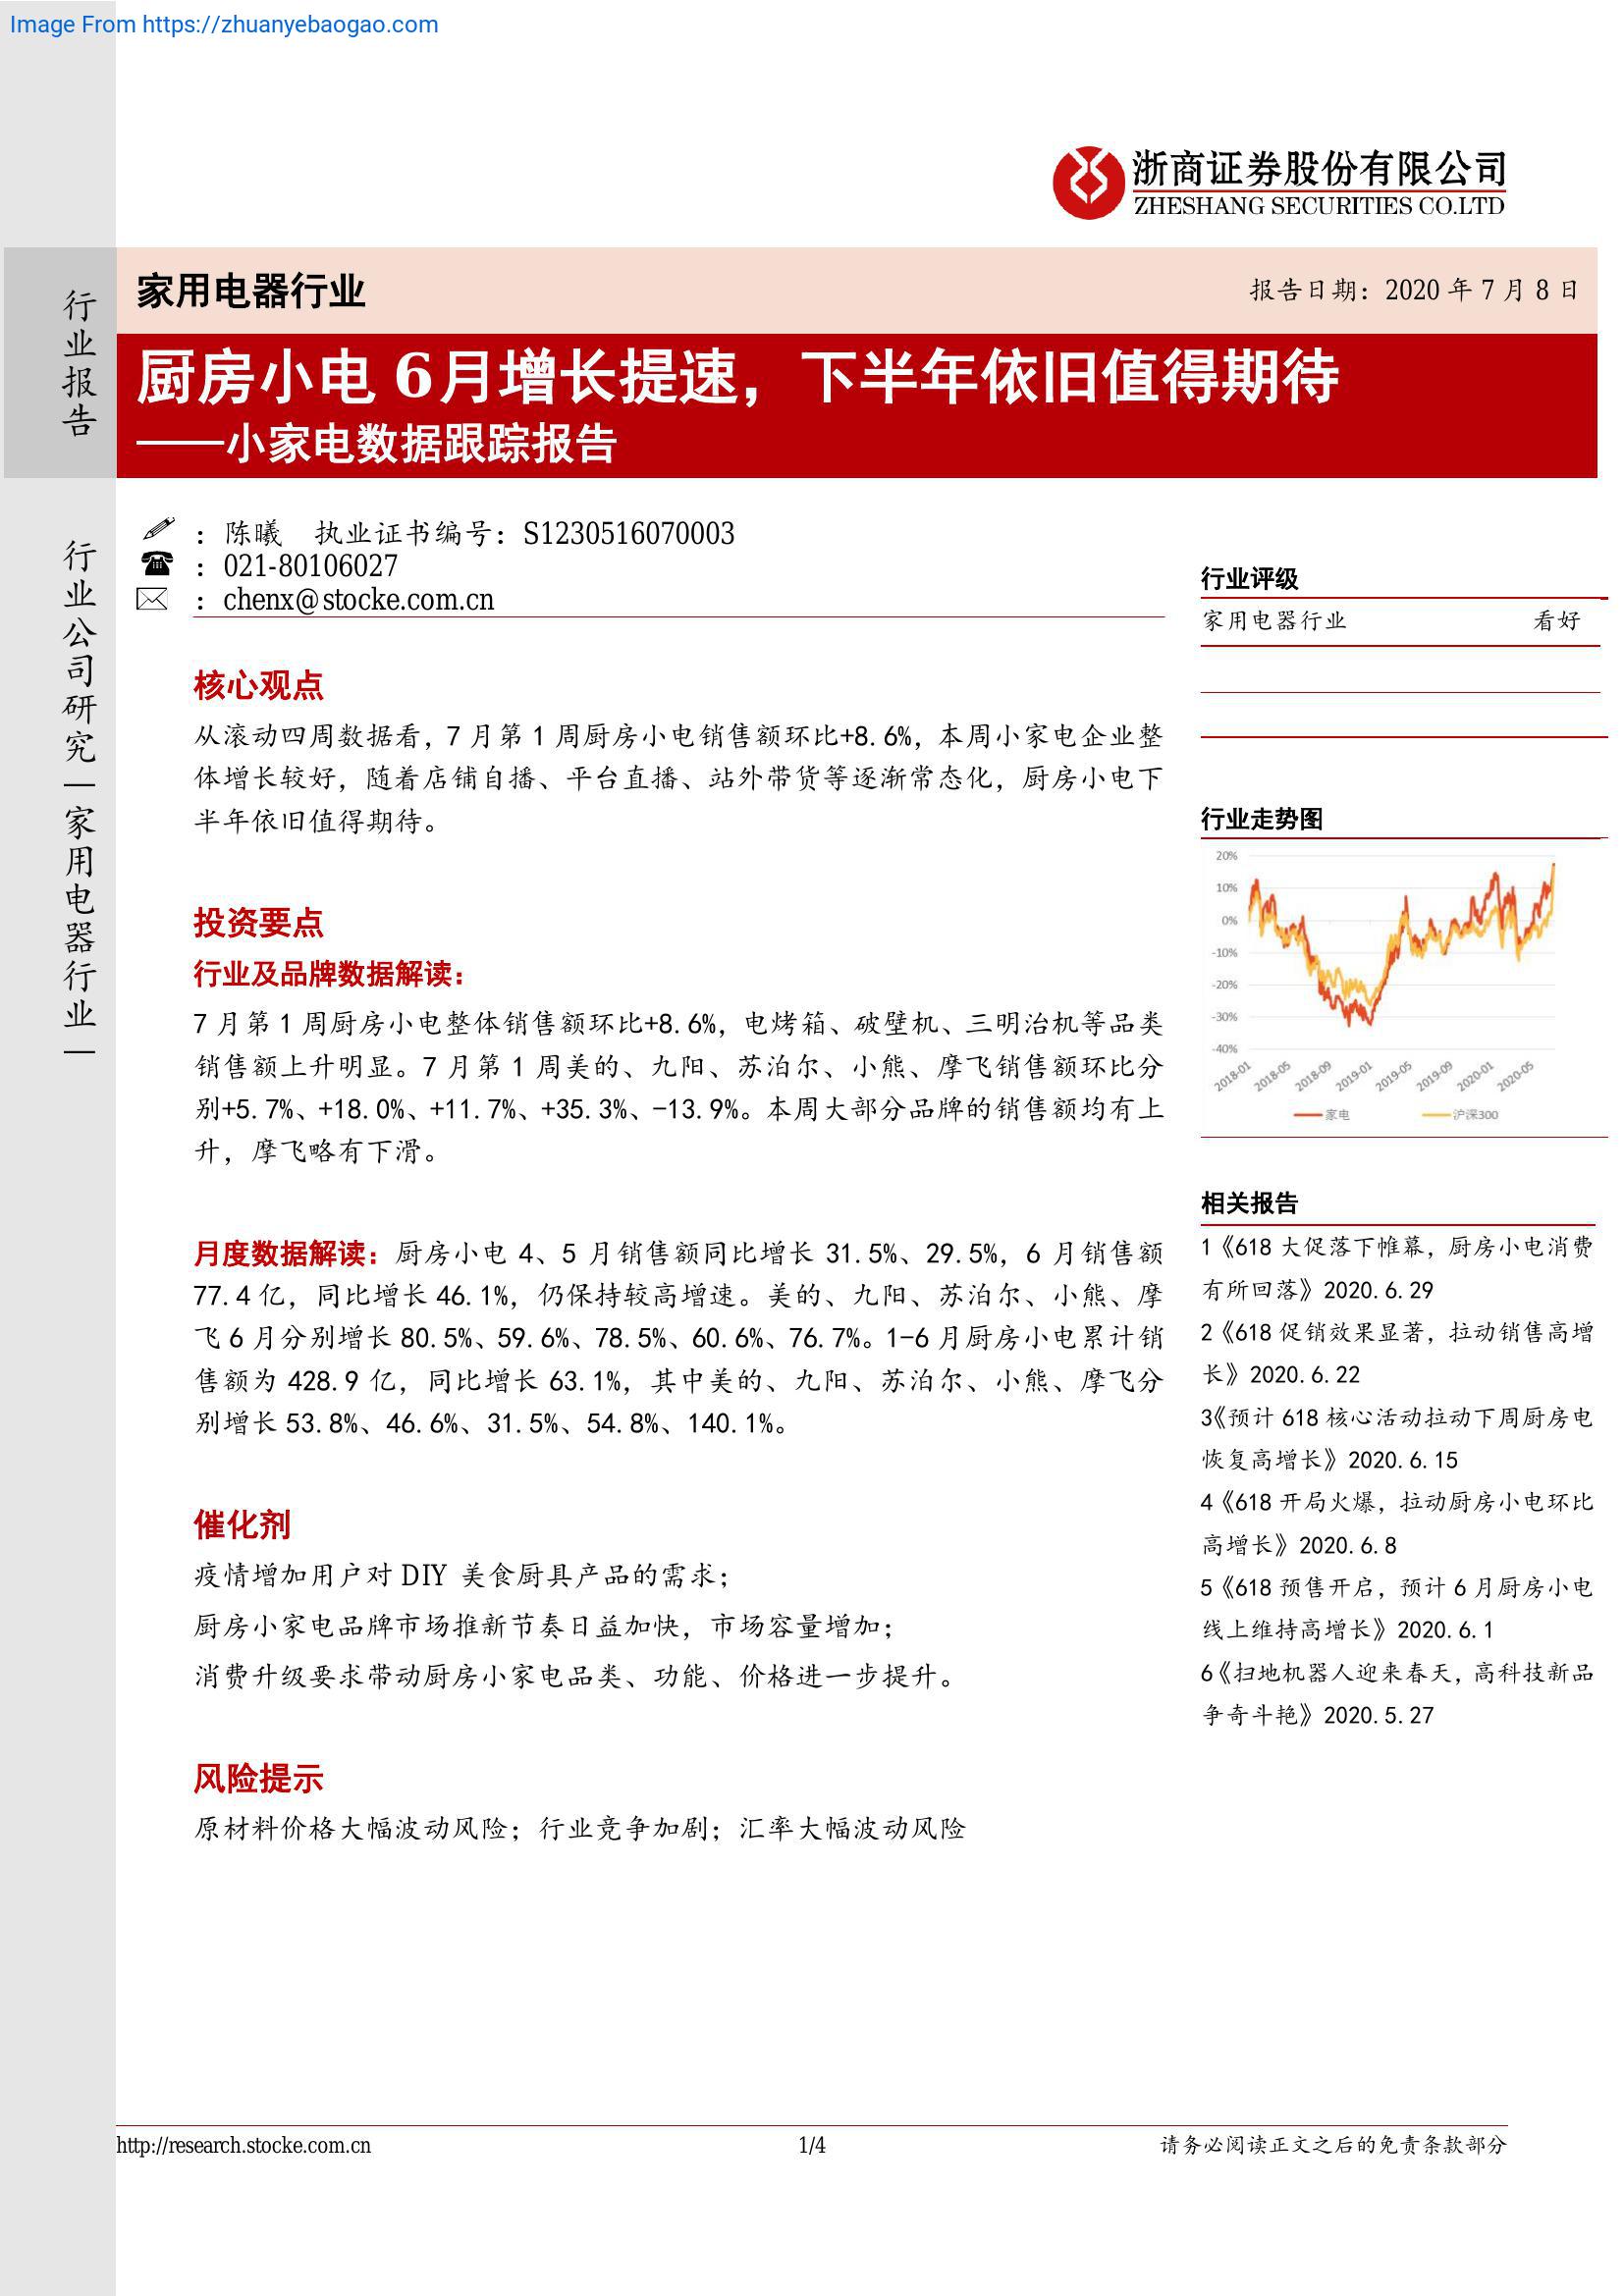 Image From https://zhuanyebaogao.com
浙商证券股份有限公司
ZHESHANG SECURITIES CO.LTD
行业报告
家用电器行业
报告日期：2020 年 7 月 8 日
厨房小电 6月增长提速，下半年依旧值得期待
——小家电数据跟踪报告
行业公司研究—家用电器行业—
：陈曦 执业证书编号：S1230516070003
：021-80106027
：chenx@stocke.com.cn
核心观点
从滚动四周数据看，7 月第 1 周厨房小电销售额环比+8.6%，本周小家电企业整
体增长较好，随着店铺自播、平台直播、站外带货等逐渐常态化，厨房小电下
半年依旧值得期待。
投资要点
行业及品牌数据解读：
7 月第 1 周厨房小电整体销售额环比+8.6%，电烤箱、破壁机、三明治机等品类
销售额上升明显。7 月第 1 周美的、九阳、苏泊尔、小熊、摩飞销售额环比分
别+5.7%、+18.0%、+11.7%、+35.3%、-13.9%。本周大部分品牌的销售额均有上
升，摩飞略有下滑。
月度数据解读：厨房小电 4、5 月销售额同比增长 31.5%、29.5%，6 月销售额
77.4 亿，同比增长 46.1%，仍保持较高增速。美的、九阳、苏泊尔、小熊、摩
飞 6 月分别增长 80.5%、59.6%、78.5%、60.6%、76.7%。1-6 月厨房小电累计销
售额为 428.9 亿，同比增长 63.1%，其中美的、九阳、苏泊尔、小熊、摩飞分
别增长 53.8%、46.6%、31.5%、54.8%、140.1%。
催化剂
疫情增加用户对 DIY 美食厨具产品的需求；
厨房小家电品牌市场推新节奏日益加快，市场容量增加；
消费升级要求带动厨房小家电品类、功能、价格进一步提升。
风险提示
原材料价格大幅波动风险；行业竞争加剧；汇率大幅波动风险
行业评级
家用电器行业 看好
行业走势图
20%
10%
0%
-10%
-20%
-30%
-40%
2018-01 2018-05 2018-09 2019-01 2019-05 2019-09 2020-01 2020-05
家电 沪深300
相关报告
1《618 大促落下帷幕，厨房小电消费
有所回落》2020.6.29
2《618 促销效果显著，拉动销售高增
长》2020.6.22
3《预计 618 核心活动拉动下周厨房电
恢复高增长》2020.6.15
4《618 开局火爆，拉动厨房小电环比
高增长》2020.6.8
5《618 预售开启，预计 6 月厨房小电
线上维持高增长》2020.6.1
6《扫地机器人迎来春天，高科技新品
争奇斗艳》2020.5.27
http://research.stocke.com.cn
1/4
请务必阅读正文之后的免责条款部分